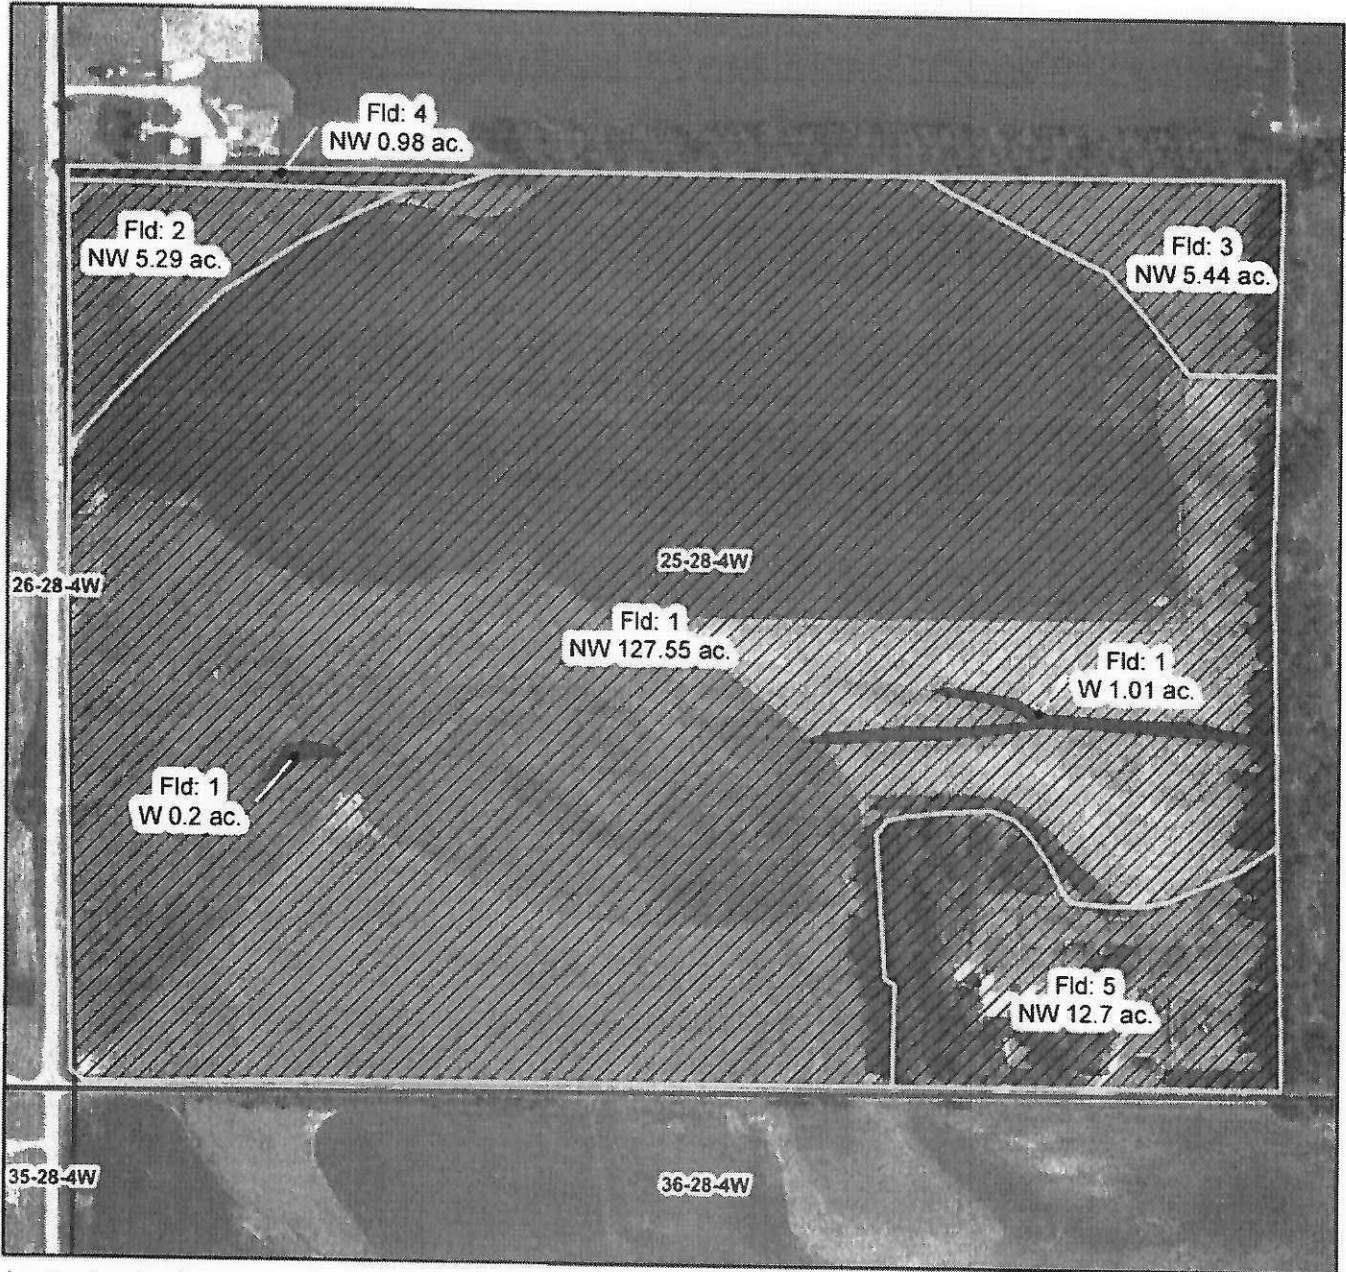 Fld: 4
NW 0.98 ac.
Fld: 2
NW 5.29 ac.
Fld: 3
NW 5.44 ac.
25-28-4W
26-28-4W
Fld: 1
NW 127.55 ac.
Fld: 1
W 1.01 ac.
Fld: 1
W 0.2 ac.
Fld: 5
NW 12.7 ac.
35-28-4W
36-28-4W